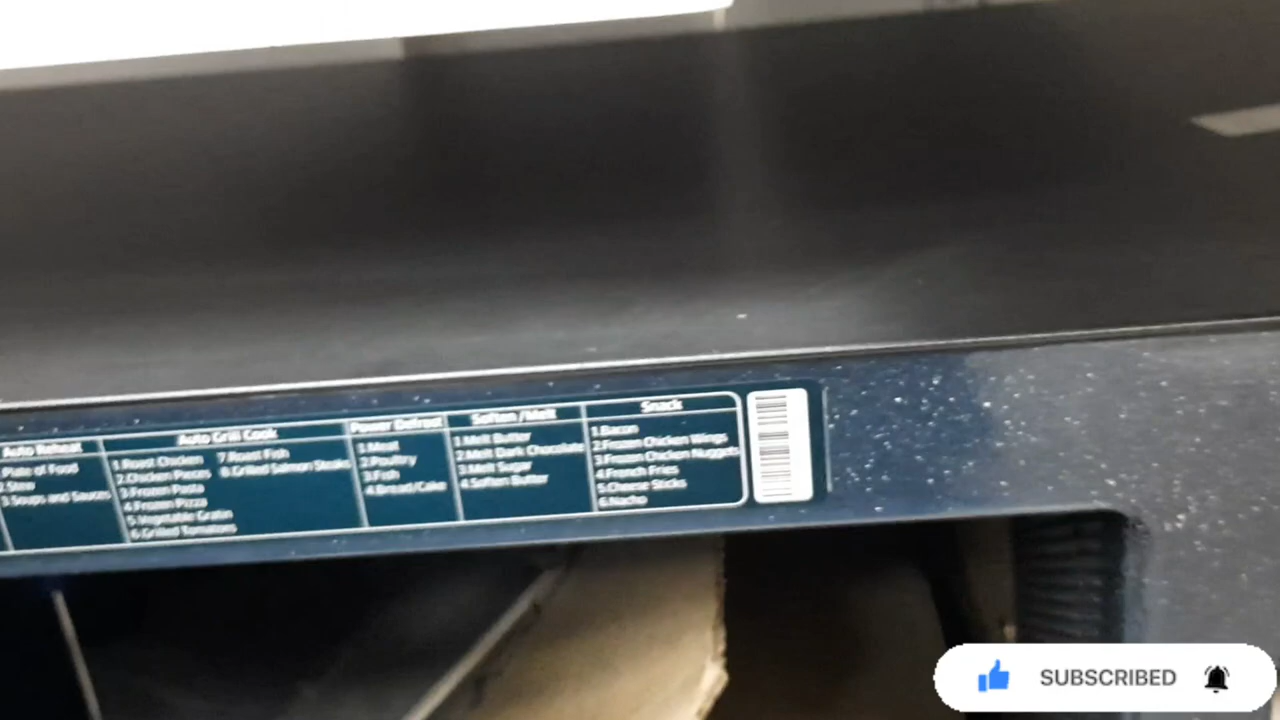 Auto Reheat
Plate of Food
3.Soups and Sauces
Auto Grill Cook
1.Roast Chicken
2.Chicken Pieces
3.Frozen Pizza
4.Frozen Pizza
5.Vegetable Gratin
6.Grilled Tomatoes
7.Roast Fish
8.Grilled Salmon Steaks
Power Defrost
1.Meat
2.Poultry
3.Fish
4.Bread/Cake
Soften /Melt
1.Melt Butter
2.Melt Dark Chocolate
3.Melt Sugar
4.Soften Butter
Snack
1.Bacon
2.Frozen Chicken Wings
3.Frozen Chicken Nuggets
4.French Fries
5.Cheese Sticks
6.Nacho
SUBSCRIBED